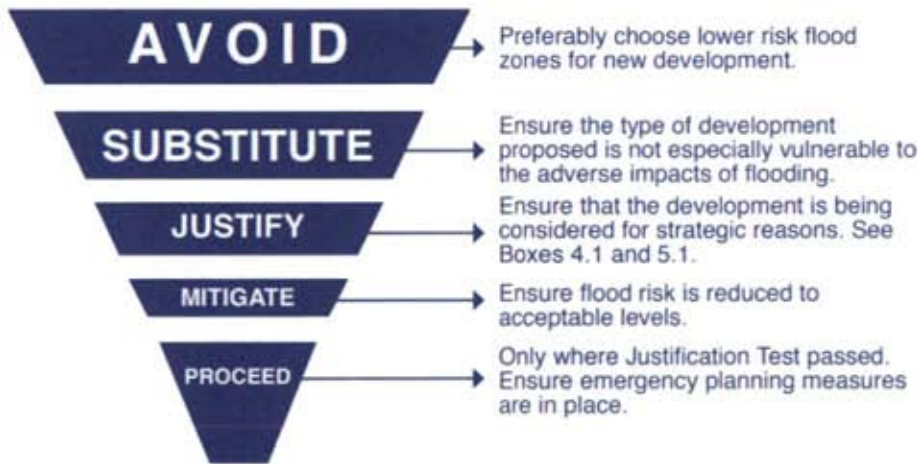 AVOID
Preferably choose lower risk flood
zones for new development.
SUBSTITUTE
Ensure the type of development
proposed is not especially vulnerable to
the adverse impacts of flooding.
JUSTIFY
Ensure that the development is being
considered for strategic reasons. See
Boxes 4.1 and 5.1.
MITIGATE
Ensure flood risk is reduced to
acceptable levels.
PROCEED
Only where Justification Test passed.
Ensure emergency planning measures
are in place.